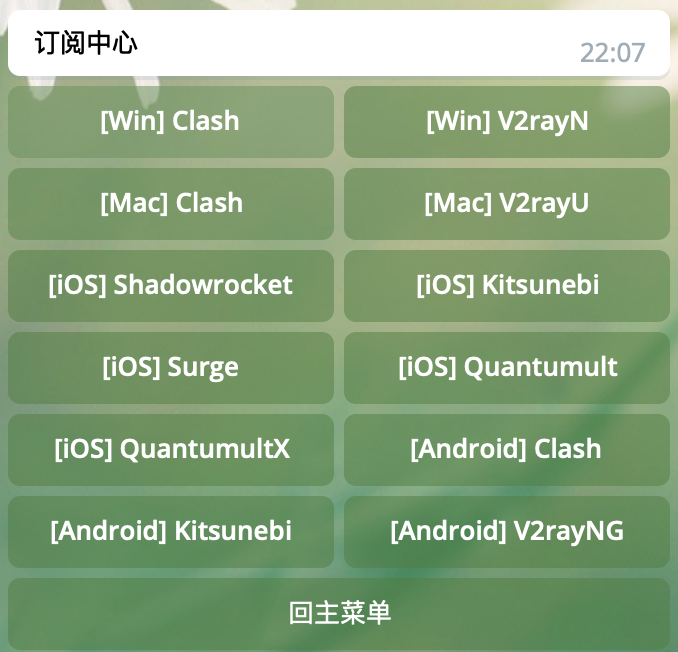 订阅中心
22:07
[Win] Clash
[Win] V2rayN
[Mac] Clash
[Mac] V2rayU
[iOS] Shadowrocket
[iOS] Kitsunebi
[iOS] Surge
[iOS] Quantumult
[iOS] QuantumultX
[Android] Clash
[Android] Kitsunebi
[Android] V2rayNG
回主菜单